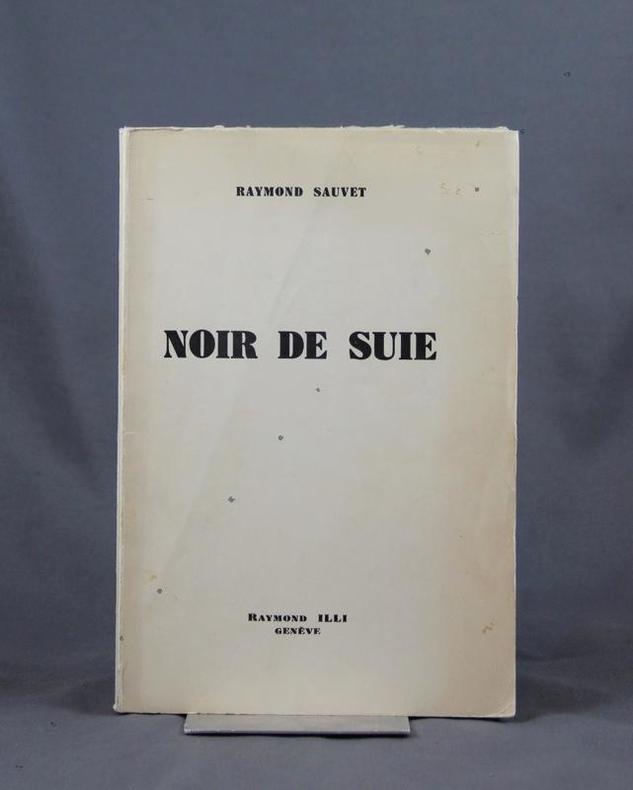 RAYMOND SAUVET
NOIR DE SUIE
RAYMOND ILLI
GENÈVE